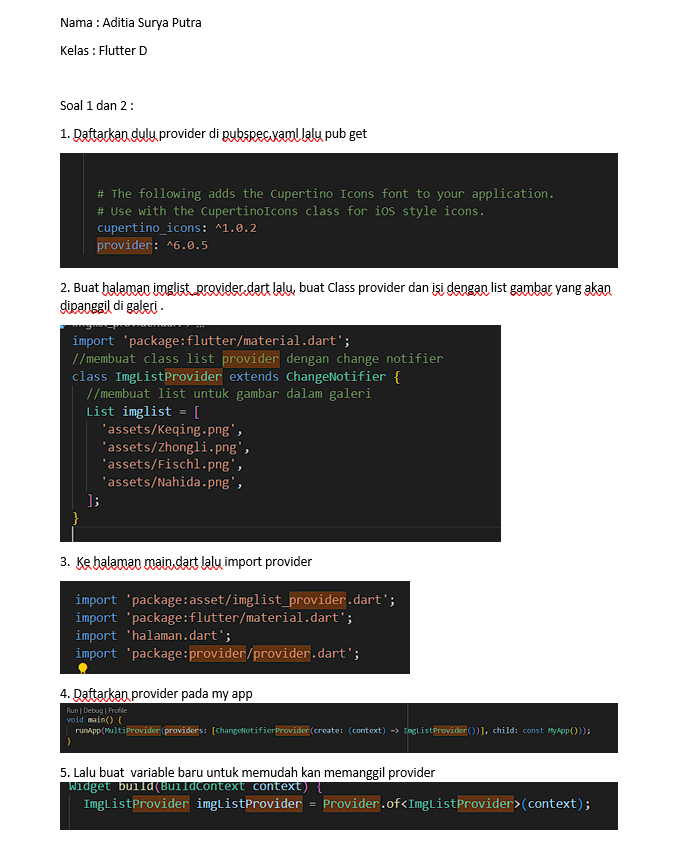 Nama : Aditia Surya Putra
Kelas : Flutter D
Soal 1 dan 2 :
1. Daftarkan dulu provider di pubspec.yaml lalu pub get
# The following adds the Cupertino Icons font to your application.
# Use with the CupertinoIcons class for iOS style icons.
cupertino_icons: ^1.0.2
provider: ^6.0.5
2. Buat halaman imglist_provider.dart lalu, buat Class provider dan isi dengan list gambar yang akan
dipanggil di galeri .
imglist_provider.dart > ...
import 'package:flutter/material.dart';
//membuat class list provider dengan change notifier
class ImgListProvider extends ChangeNotifier {
//membuat list untuk gambar dalam galeri
List imglist = [
'assets/Keqing.png',
'assets/Zhongli.png',
'assets/Fischl.png',
'assets/Nahida.png',
];
}
3. Ke halaman main.dart lalu import provider
import 'package:asset/imglist_provider.dart';
import 'package:flutter/material.dart';
import 'halaman.dart';
import 'package:provider/provider.dart';
4. Daftarkan provider pada my app
Run | Debug | Profile
void main() {
runApp(MultiProvider(providers: [ChangeNotifierProvider(create: (context) => ImgListProvider())], child: const MyApp()));
}
5. Lalu buat variable baru untuk memudah kan memanggil provider
Widget build(BuildContext context) {
ImgListProvider imgListProvider = Provider.of<ImgListProvider>(context);